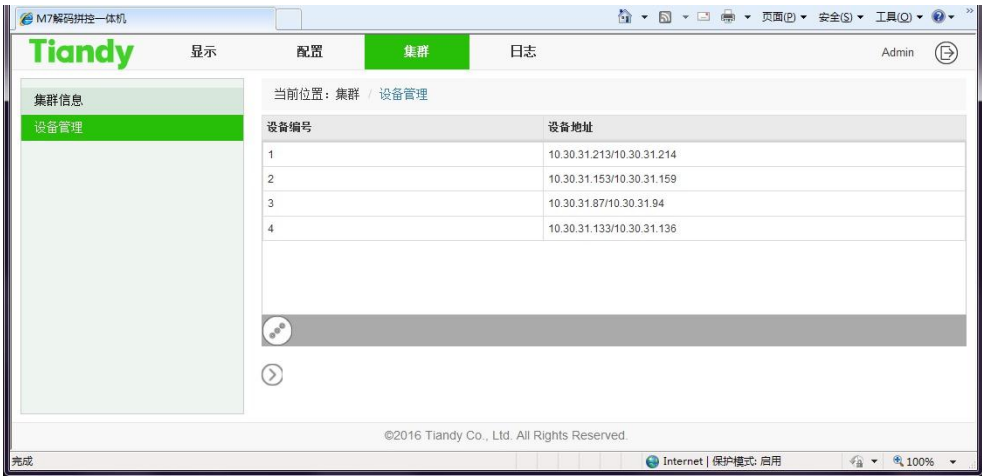 M7解码拼控一体机
页面(P) 安全(S) 工具(O) »
Tiandy 显示 配置 集群 日志 Admin
集群信息
设备管理
当前位置：集群 / 设备管理
设备编号 设备地址
1 10.30.31.213/10.30.31.214
2 10.30.31.153/10.30.31.159
3 10.30.31.87/10.30.31.94
4 10.30.31.133/10.30.31.136
©2016 Tiandy Co., Ltd. All Rights Reserved.
完成 Internet | 保护模式: 启用 100%